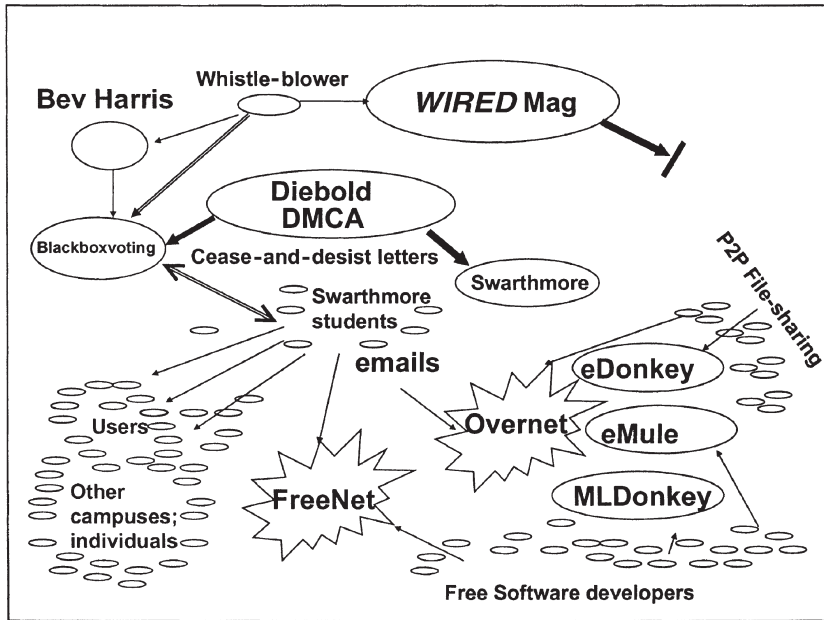 Whistle-blower
Bev Harris
WIRED Mag
Diebold
DMCA
Blackboxvoting
Cease-and-desist letters
Swarthmore
P2P File-sharing
Swarthmore
students
emails
eDonkey
Users
Overnet
eMule
FreeNet
MLDonkey
Other
campuses;
individuals
Free Software developers